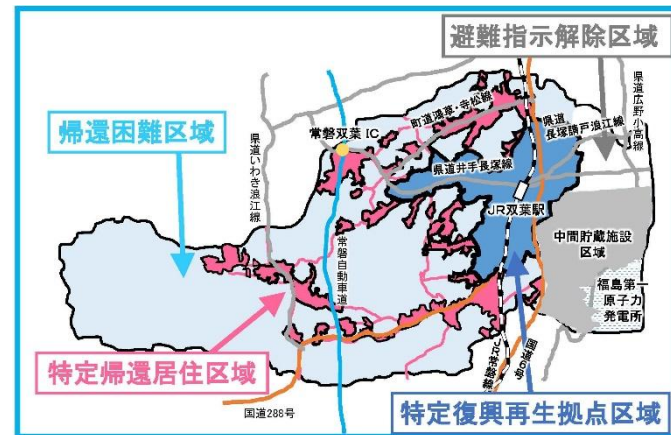 避難指示解除区域
帰還困難区域
県道いわき浪江線
常磐双葉 IC
町道鴻草・寺松線
県道
長塚請戸浪江線
県道広野小高線
県道井手長塚線
JR双葉駅
中間貯蔵施設
区域
福島第一
原子力
発電所
常磐自動車道
特定帰還居住区域
国道288号
JR常磐線
国道6号
特定復興再生拠点区域